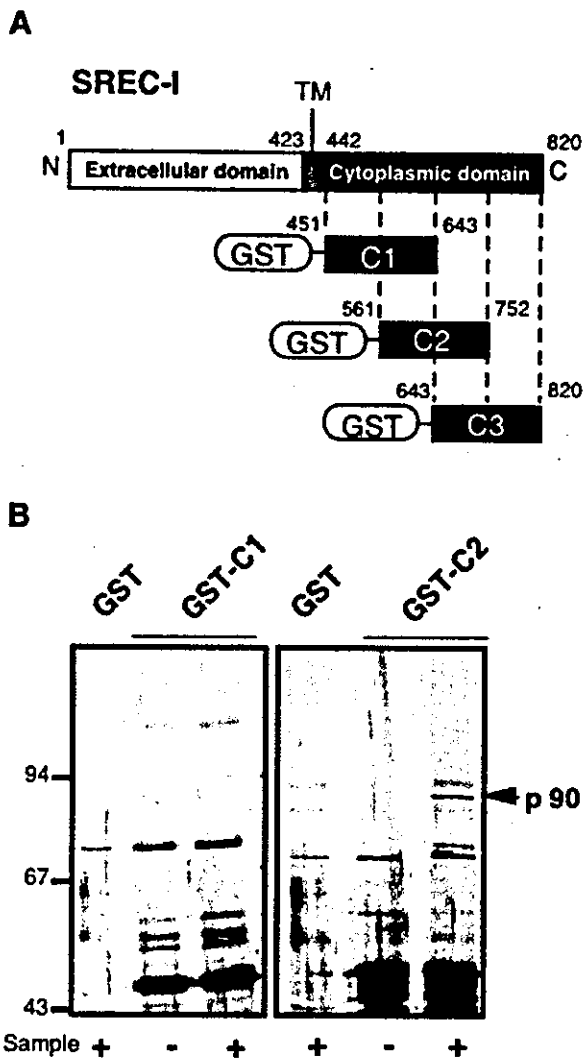 A
SREC-I
TM
1 423 442 820
N Extracellular domain Cytoplasmic domain C
451 643
GST C1
561 752
GST C2
643 820
GST C3
B
GST GST-C1 GST GST-C2
94
p 90
67
43
Sample + - + + - +